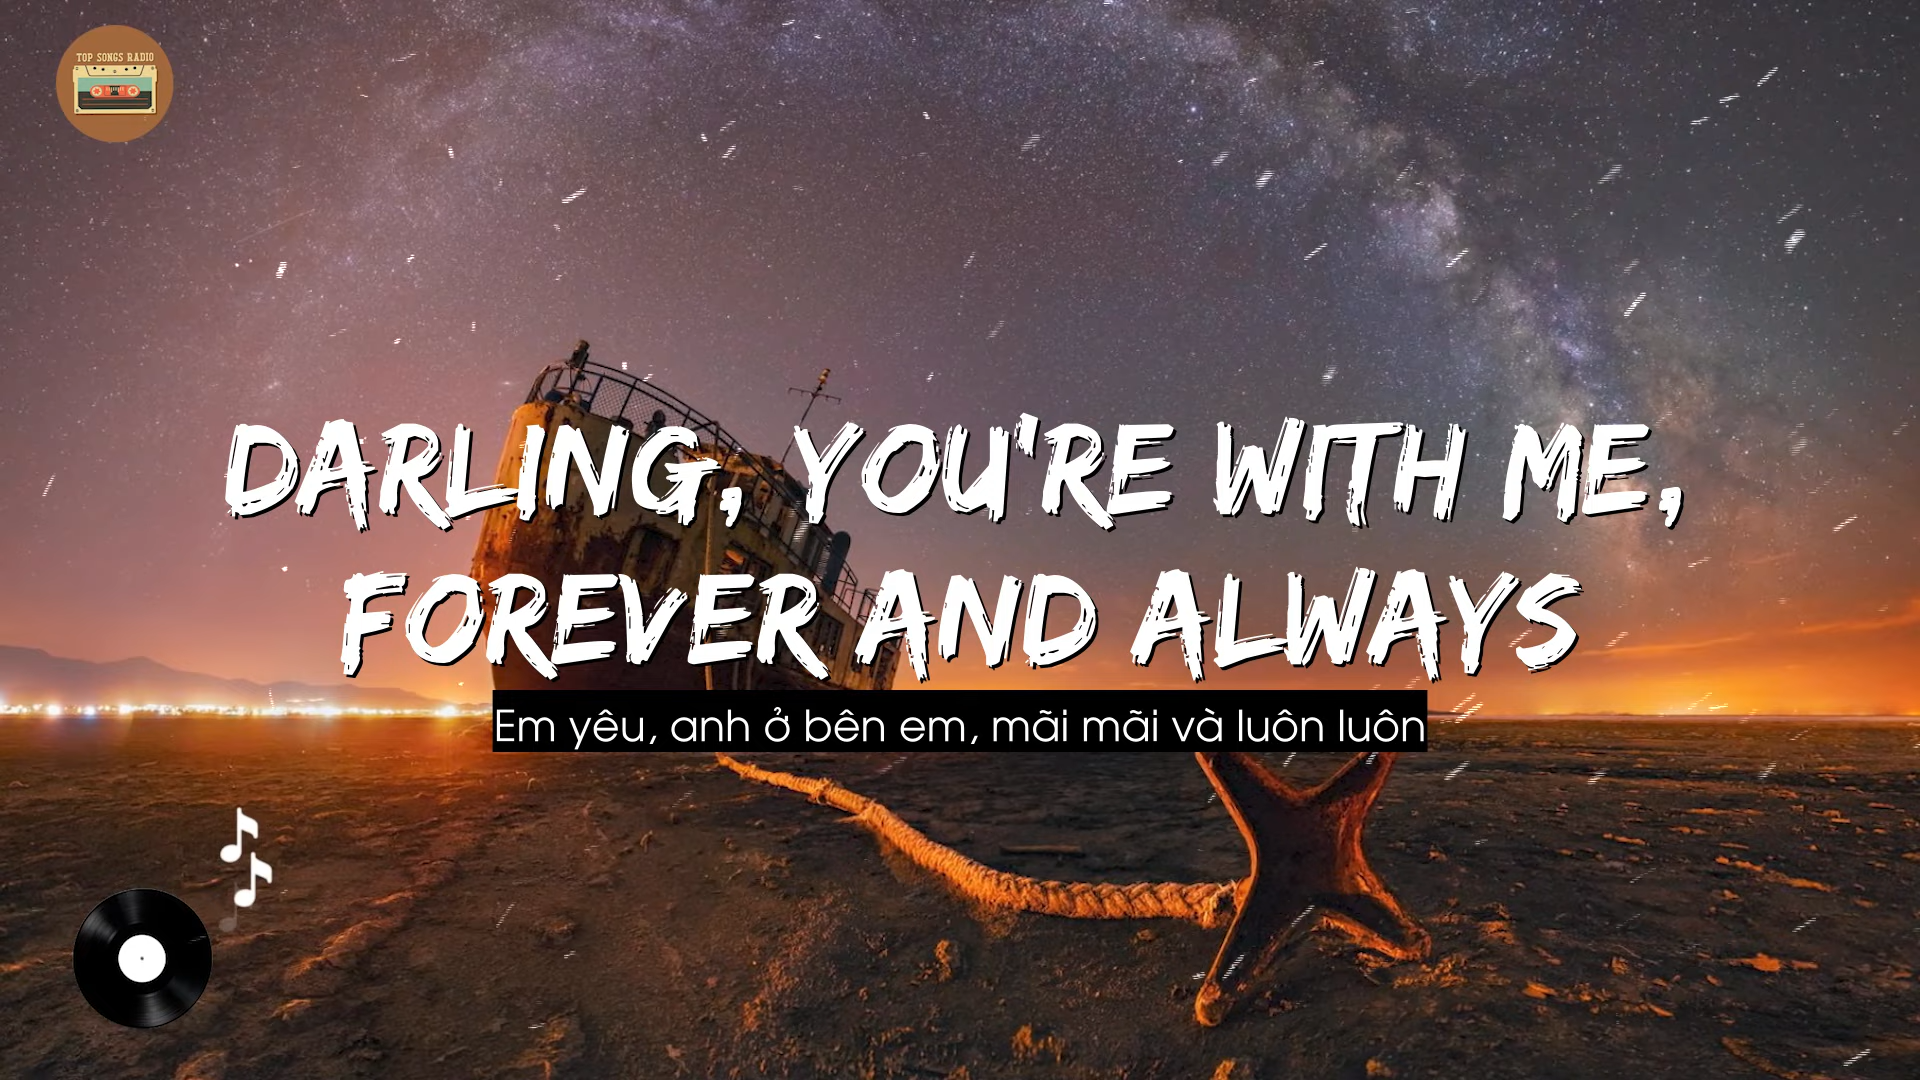 TOP SONGS RADIO
DARLING, YOU'RE WITH ME,
FOREVER AND ALWAYS
Em yêu, anh ở bên em, mãi mãi và luôn luôn